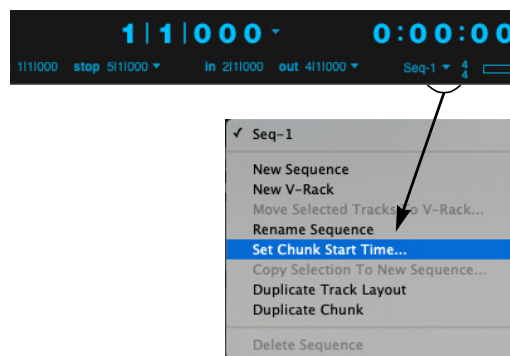 1|1|000 0:00:00
1|1|000 stop 5|1|000 in 2|1|000 out 4|1|000 Seq-1 4
4
✓ Seq-1
New Sequence
New V-Rack
Move Selected Tracks To V-Rack...
Rename Sequence
Set Chunk Start Time...
Copy Selection To New Sequence...
Duplicate Track Layout
Duplicate Chunk
Delete Sequence